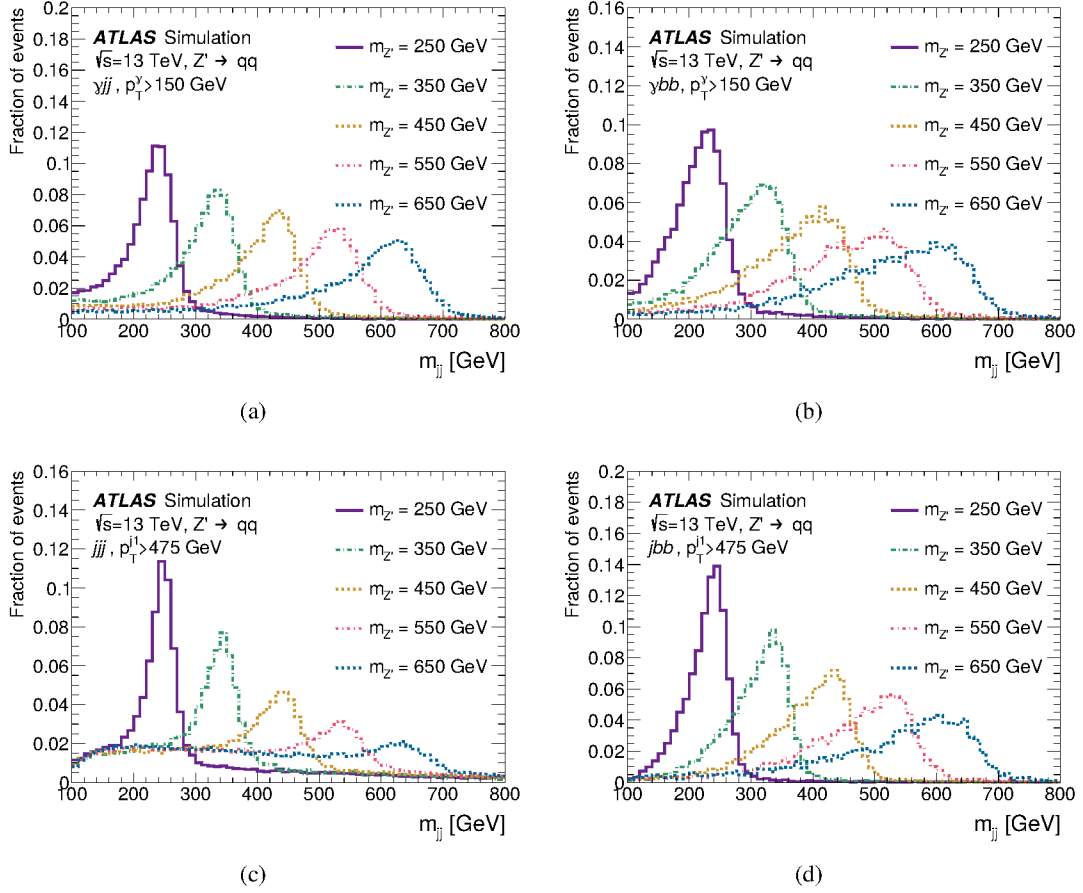 Fraction of events
0.2
0.18
0.16
0.14
0.12
0.1
0.08
0.06
0.04
0.02
0
ATLAS Simulation
√s=13 TeV, Z' → qq
γjj , p_T^γ>150 GeV
m_Z' = 250 GeV
m_Z' = 350 GeV
m_Z' = 450 GeV
m_Z' = 550 GeV
m_Z' = 650 GeV
100 200 300 400 500 600 700 800
m_jj [GeV]
(a)
Fraction of events
0.16
0.14
0.12
0.1
0.08
0.06
0.04
0.02
0
ATLAS Simulation
√s=13 TeV, Z' → qq
γbb , p_T^γ>150 GeV
m_Z' = 250 GeV
m_Z' = 350 GeV
m_Z' = 450 GeV
m_Z' = 550 GeV
m_Z' = 650 GeV
100 200 300 400 500 600 700 800
m_jj [GeV]
(b)
Fraction of events
0.16
0.14
0.12
0.1
0.08
0.06
0.04
0.02
0
ATLAS Simulation
√s=13 TeV, Z' → qq
jjj , p_T^j1>475 GeV
m_Z' = 250 GeV
m_Z' = 350 GeV
m_Z' = 450 GeV
m_Z' = 550 GeV
m_Z' = 650 GeV
100 200 300 400 500 600 700 800
m_jj [GeV]
(c)
Fraction of events
0.2
0.18
0.16
0.14
0.12
0.1
0.08
0.06
0.04
0.02
0
ATLAS Simulation
√s=13 TeV, Z' → qq
jbb , p_T^j1>475 GeV
m_Z' = 250 GeV
m_Z' = 350 GeV
m_Z' = 450 GeV
m_Z' = 550 GeV
m_Z' = 650 GeV
100 200 300 400 500 600 700 800
m_jj [GeV]
(d)